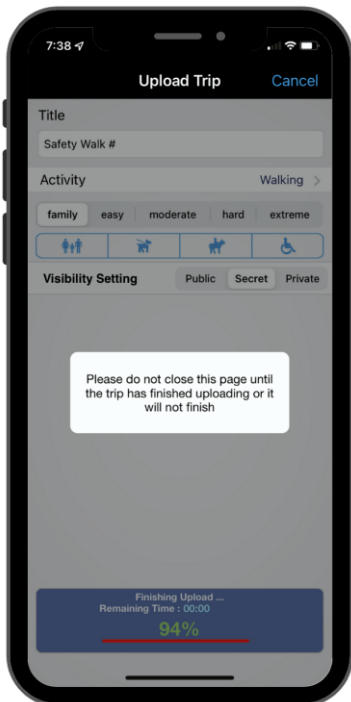 7:38
Upload Trip Cancel
Title
Safety Walk #
Activity Walking >
family easy moderate hard extreme
Visibility Setting Public Secret Private
Please do not close this page until
the trip has finished uploading or it
will not finish
Finishing Upload ...
Remaining Time : 00:00
94%